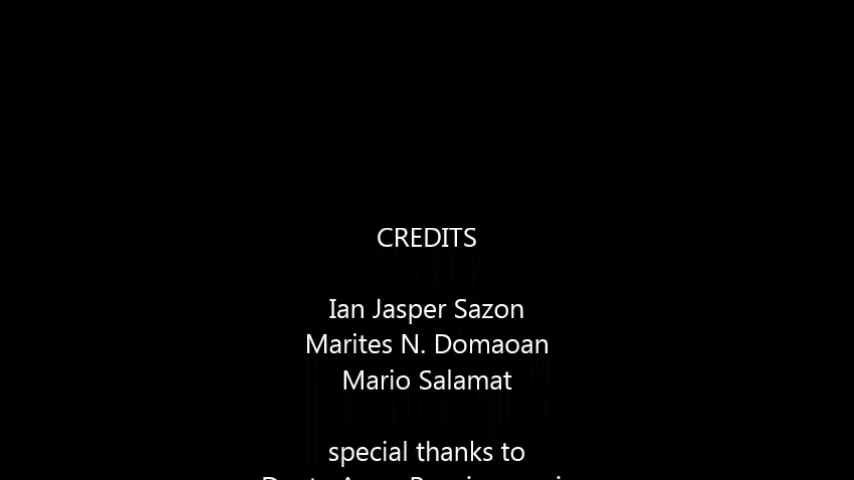 CREDITS
Ian Jasper Sazon
Marites N. Domaoan
Mario Salamat
special thanks to